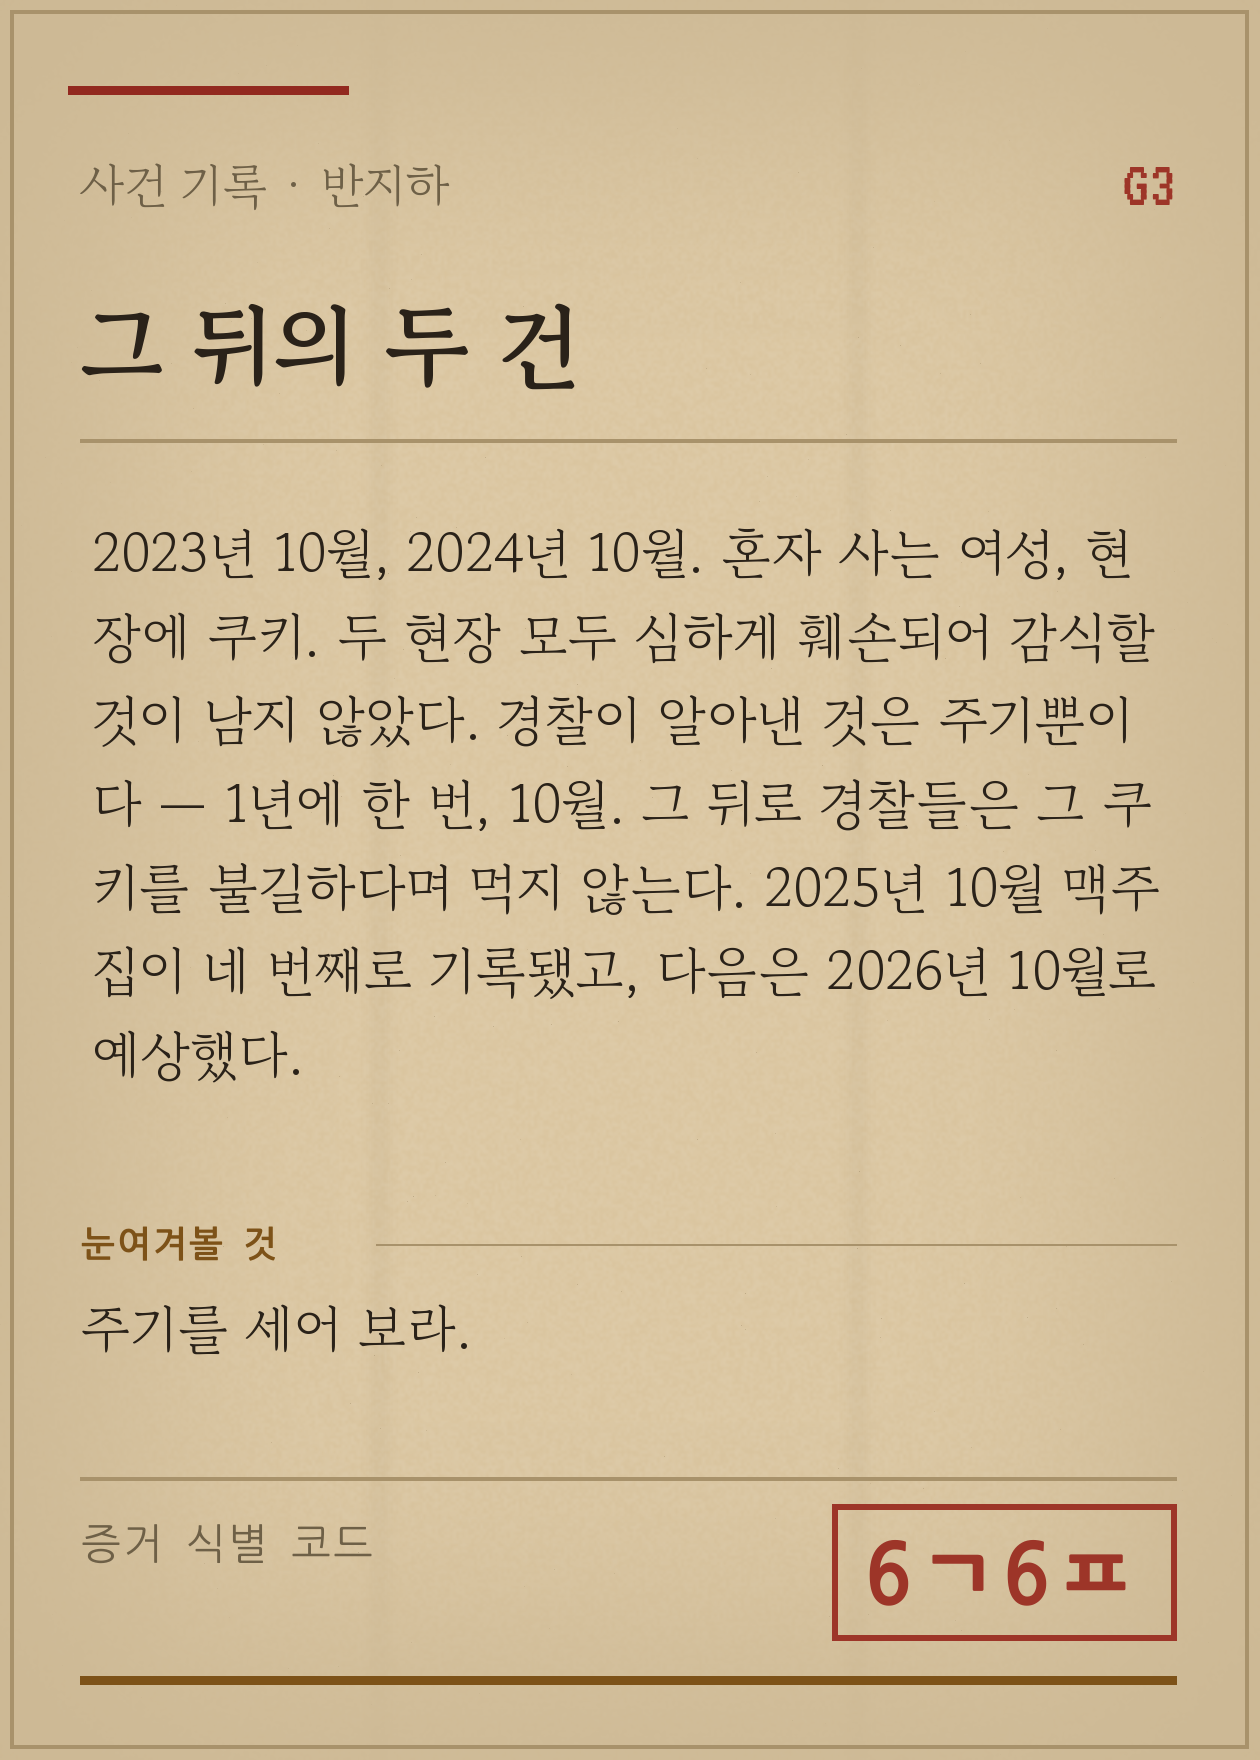 사건 기록 · 반지하
G3
그 뒤의 두 건
2023년 10월, 2024년 10월. 혼자 사는 여성, 현
장에 쿠키. 두 현장 모두 심하게 훼손되어 감식할
것이 남지 않았다. 경찰이 알아낸 것은 주기뿐이
다 — 1년에 한 번, 10월. 그 뒤로 경찰들은 그 쿠
키를 불길하다며 먹지 않는다. 2025년 10월 맥주
집이 네 번째로 기록됐고, 다음은 2026년 10월로
예상했다.
눈여겨볼 것
주기를 세어 보라.
증거 식별 코드
6ㄱ6ㅍ